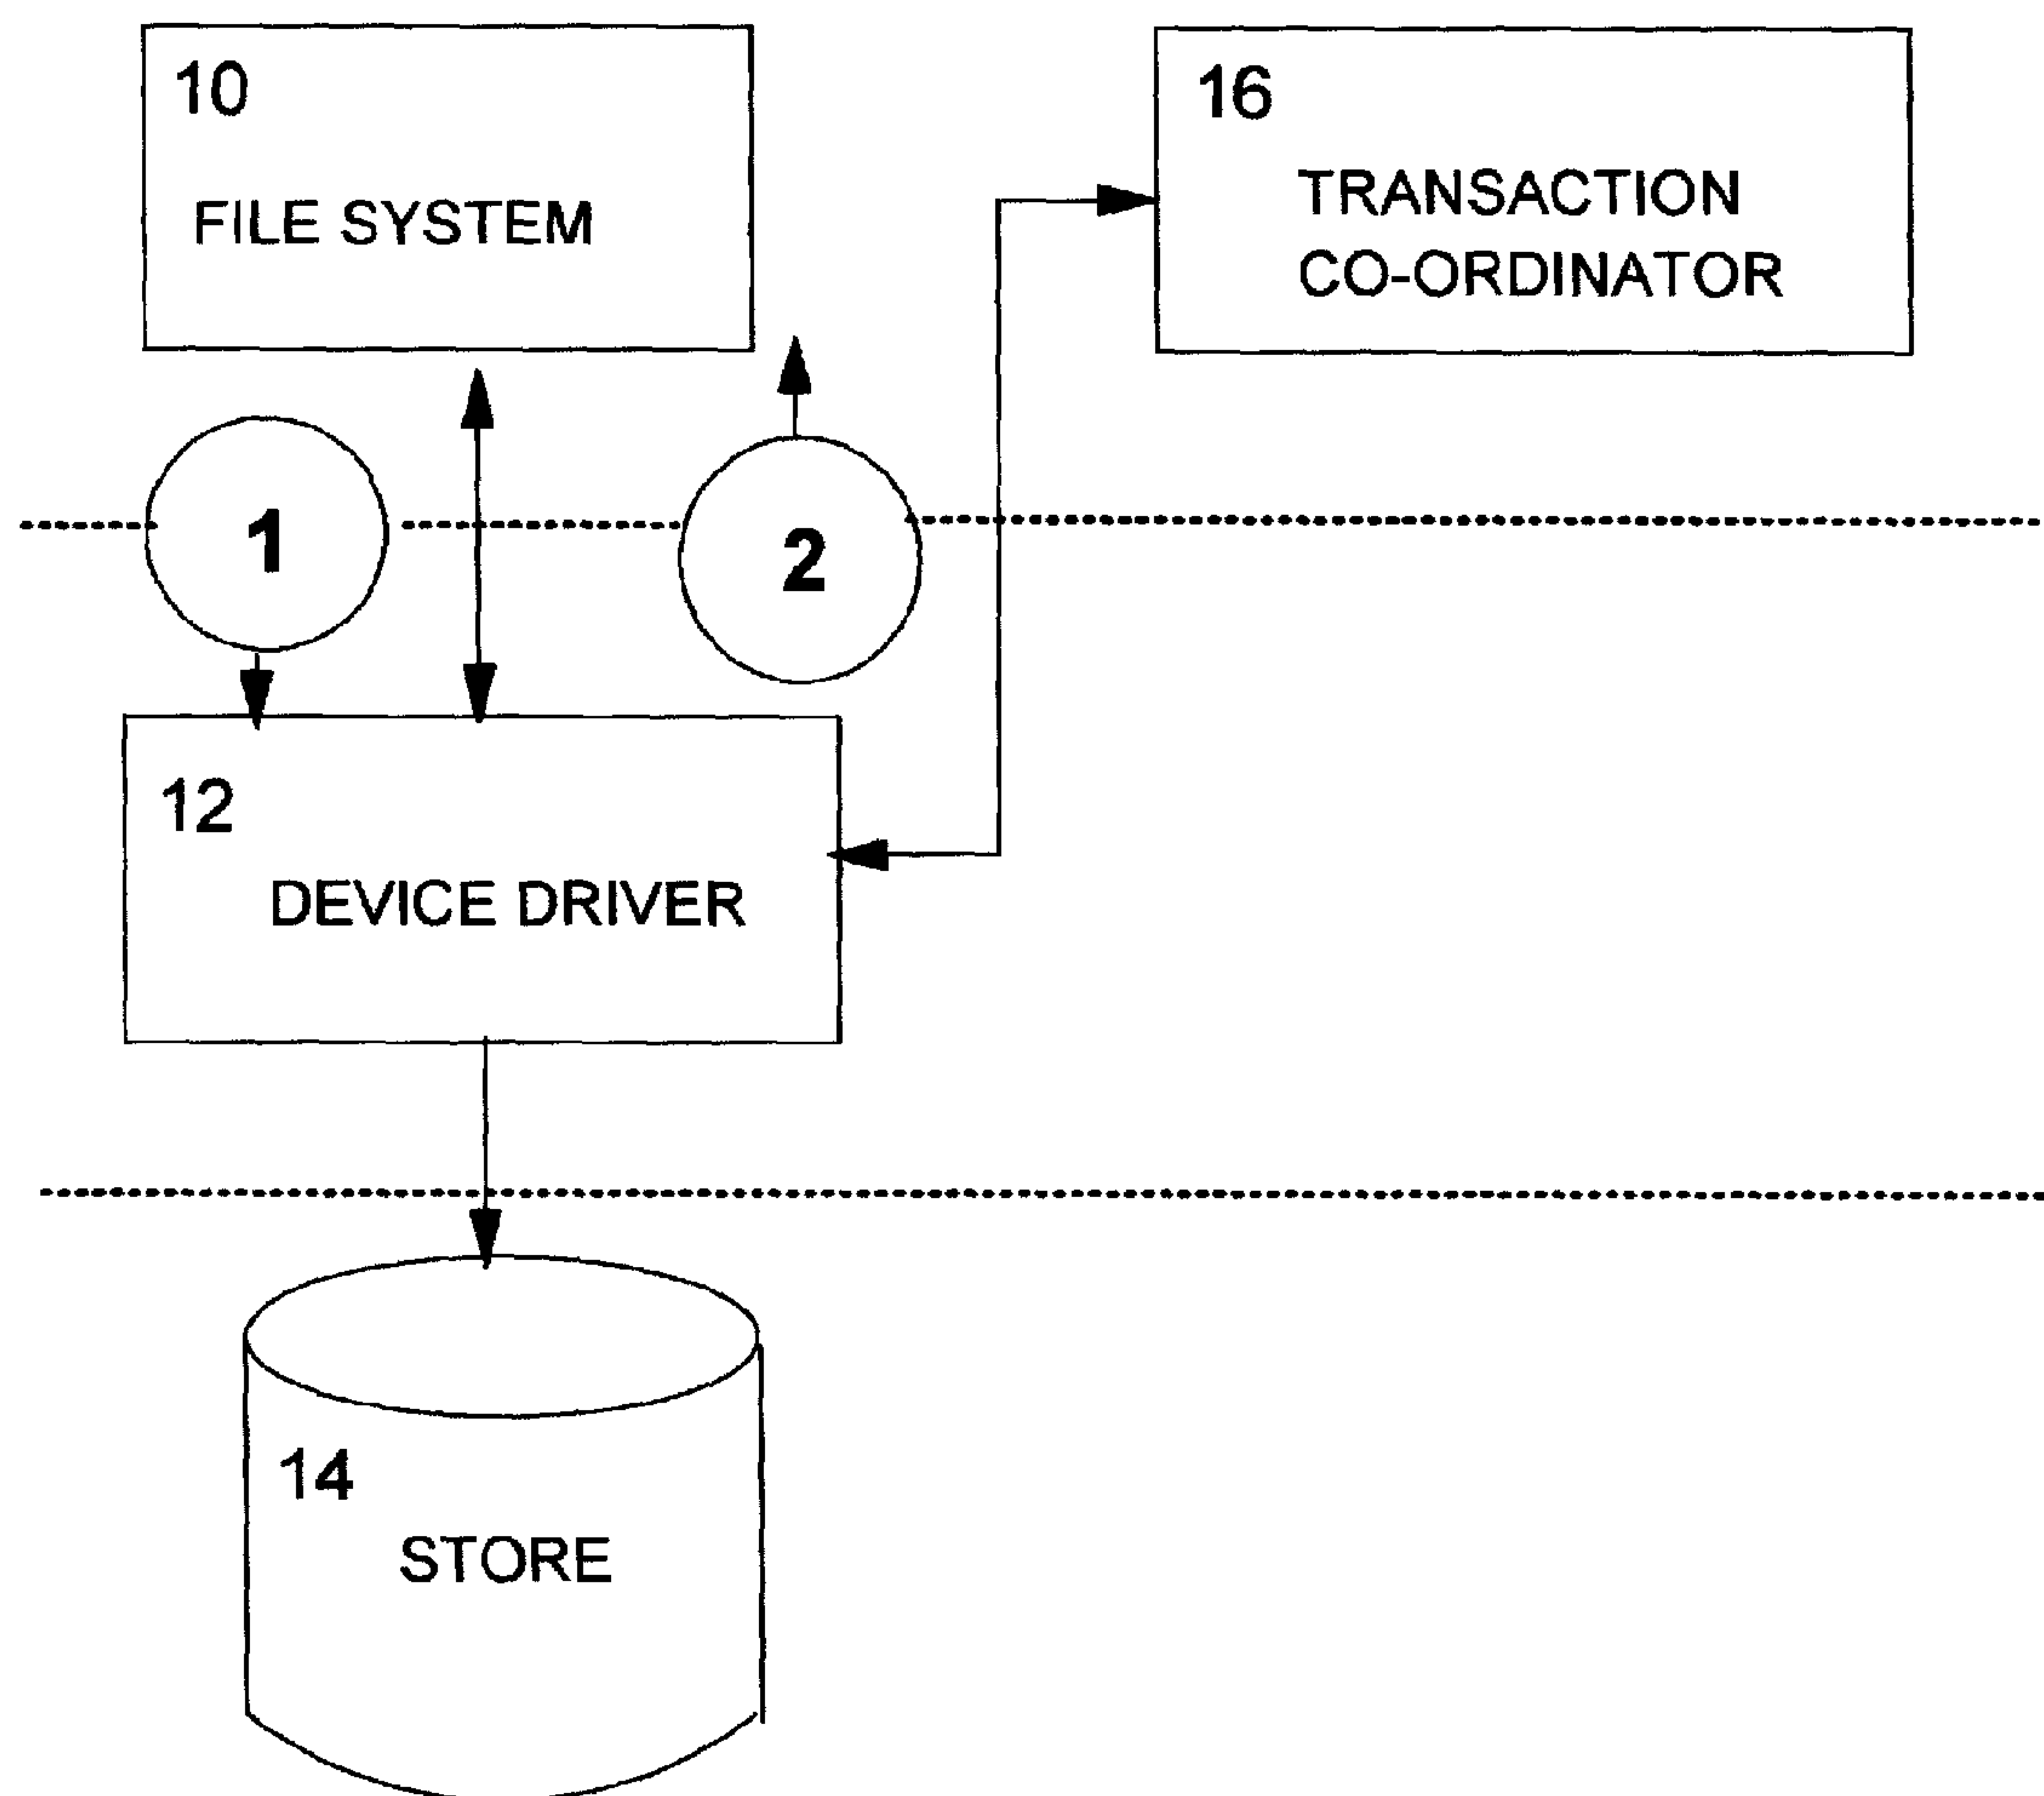 10
FILE SYSTEM
16
TRANSACTION
CO-ORDINATOR
1
2
12
DEVICE DRIVER
14
STORE